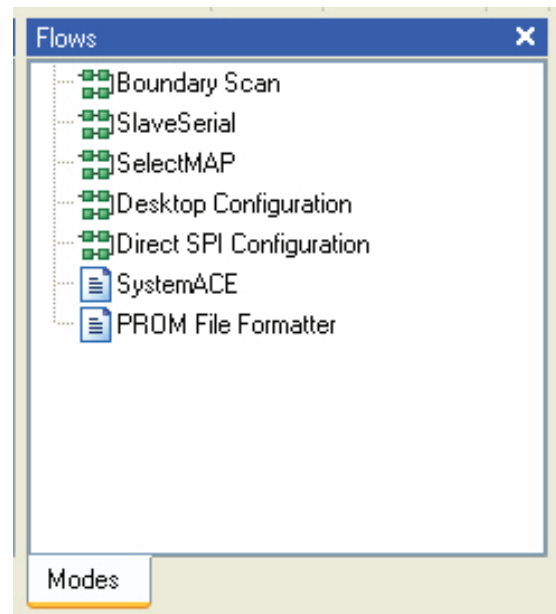 Flows
Boundary Scan
SlaveSerial
SelectMAP
Desktop Configuration
Direct SPI Configuration
SystemACE
PROM File Formatter
Modes